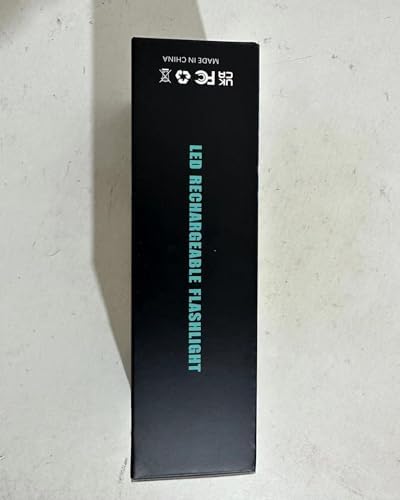 LED RECHARGEABLE FLASHLIGHT
UK CA FC
MADE IN CHINA